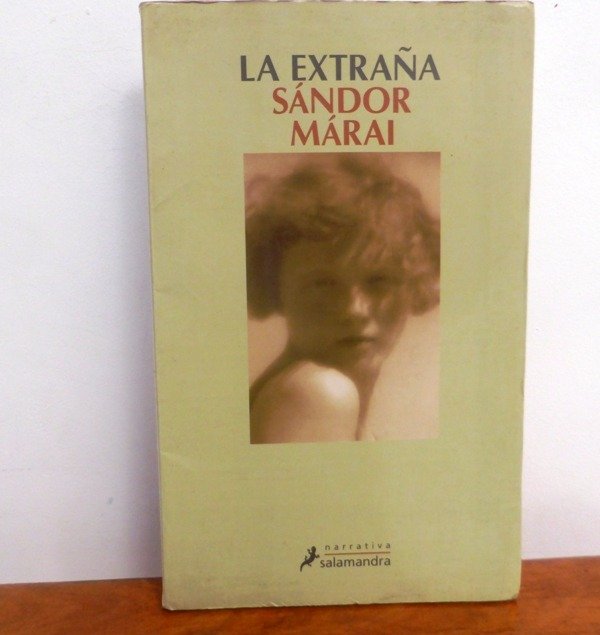 LA EXTRAÑA
SÁNDOR
MÁRAI
narrativa
salamandra